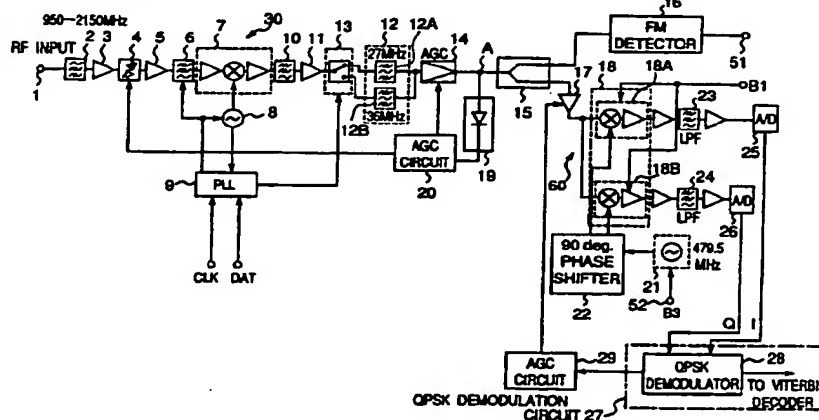 16
950-2150MHz
FM
DETECTOR
RF INPUT
2
3
4
5
6
7
30
10
11
13
12
12A
27MHz
AGC
14
A
51
1
17
18
18A
B1
12B
36MHz
15
23
LPF
A/D
25
8
19
AGC
CIRCUIT
20
60
18B
24
LPF
A/D
26
9
PLL
90 deg.
PHASE
SHIFTER
22
479.5
MHz
21
CLK
DAT
52
B3
Q
I
AGC
CIRCUIT
29
QPSK
DEMODULATOR
28
TO VITERBI
DECODER
QPSK DEMODULATION
CIRCUIT 27